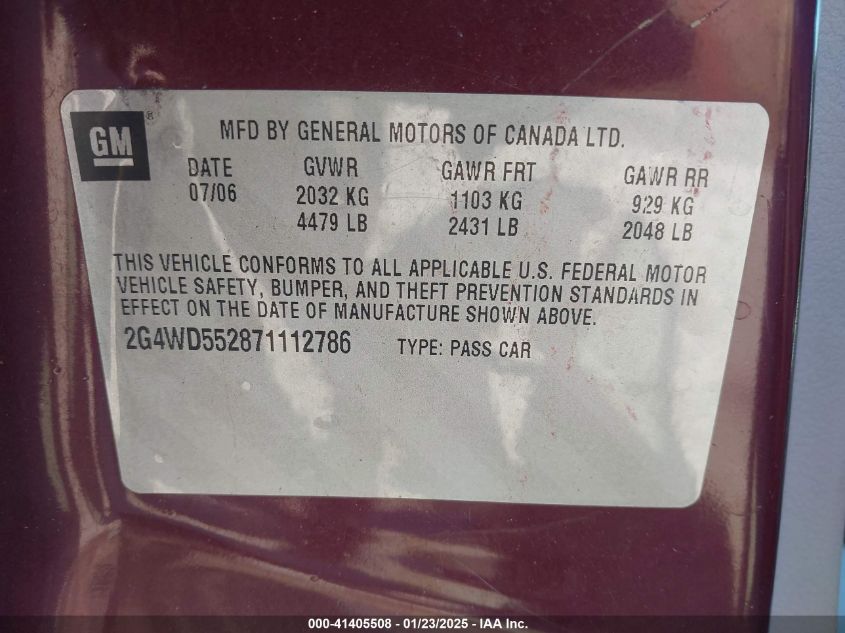 GM ®
MFD BY GENERAL MOTORS OF CANADA LTD.
DATE GVWR GAWR FRT GAWR RR
07/06 2032 KG 1103 KG 929 KG
4479 LB 2431 LB 2048 LB
THIS VEHICLE CONFORMS TO ALL APPLICABLE U.S. FEDERAL MOTOR
VEHICLE SAFETY, BUMPER, AND THEFT PREVENTION STANDARDS IN
EFFECT ON THE DATE OF MANUFACTURE SHOWN ABOVE.
2G4WD552871112786 TYPE: PASS CAR
000-41405508 - 01/23/2025 - IAA Inc.